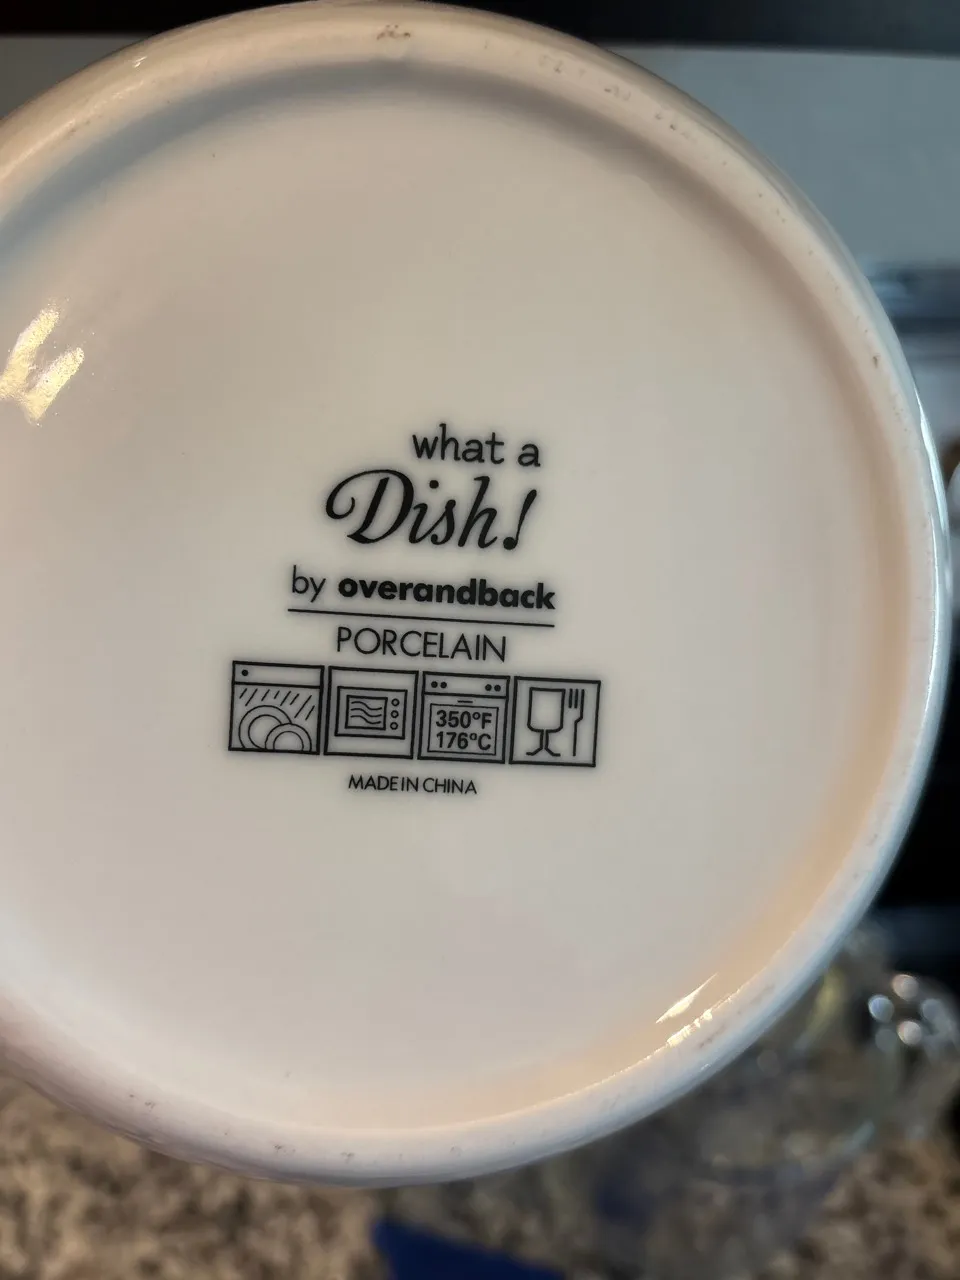 what a
Dish!
by overandback
PORCELAIN
350°F
176°C
MADE IN CHINA